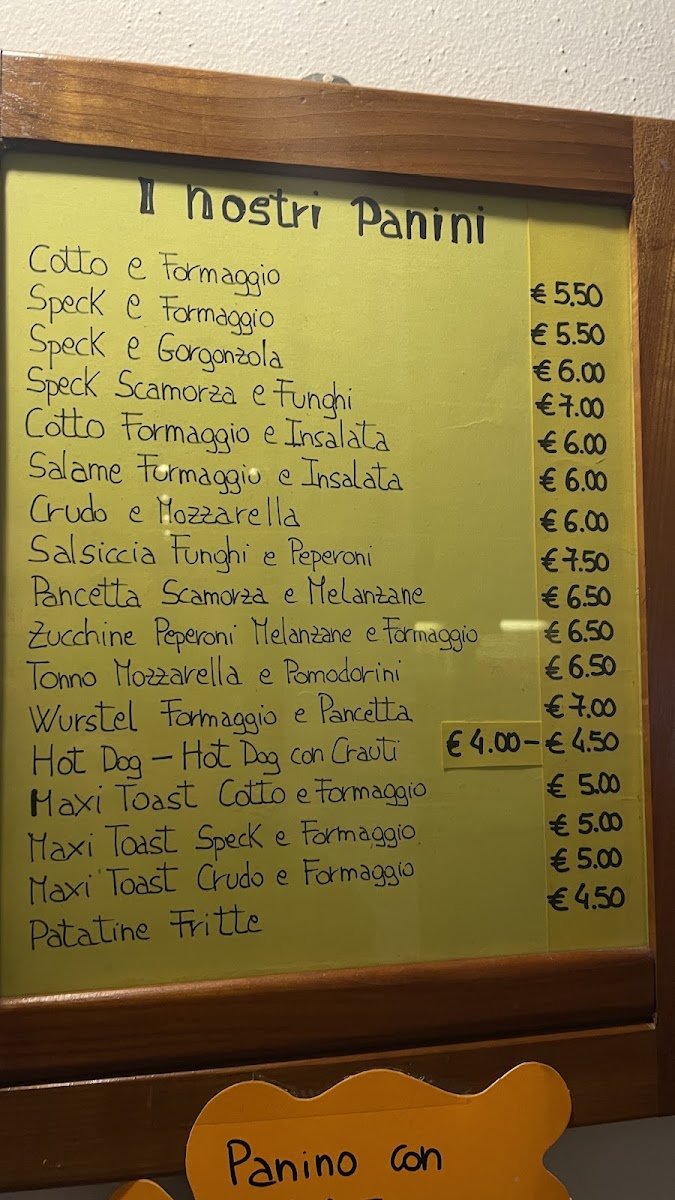 I nostri Panini
Cotto e Formaggio € 5.50
Speck e Formaggio € 5.50
Speck e Gorgonzola € 6.00
Speck Scamorza e Funghi € 7.00
Cotto Formaggio e Insalata € 6.00
Salame Formaggio e Insalata € 6.00
Crudo e Mozzarella € 6.00
Salsiccia Funghi e Peperoni € 7.50
Pancetta Scamorza e Melanzane € 6.50
Zucchine Peperoni Melanzane e Formaggio € 6.50
Tonno Mozzarella e Pomodorini € 6.50
Wurstel Formaggio e Pancetta € 7.00
Hot Dog – Hot Dog con Crauti € 4.00 – € 4.50
Maxi Toast Cotto e Formaggio € 5.00
Maxi Toast Speck e Formaggio € 5.00
Maxi Toast Crudo e Formaggio € 5.00
Patatine Fritte € 4.50
Panino con